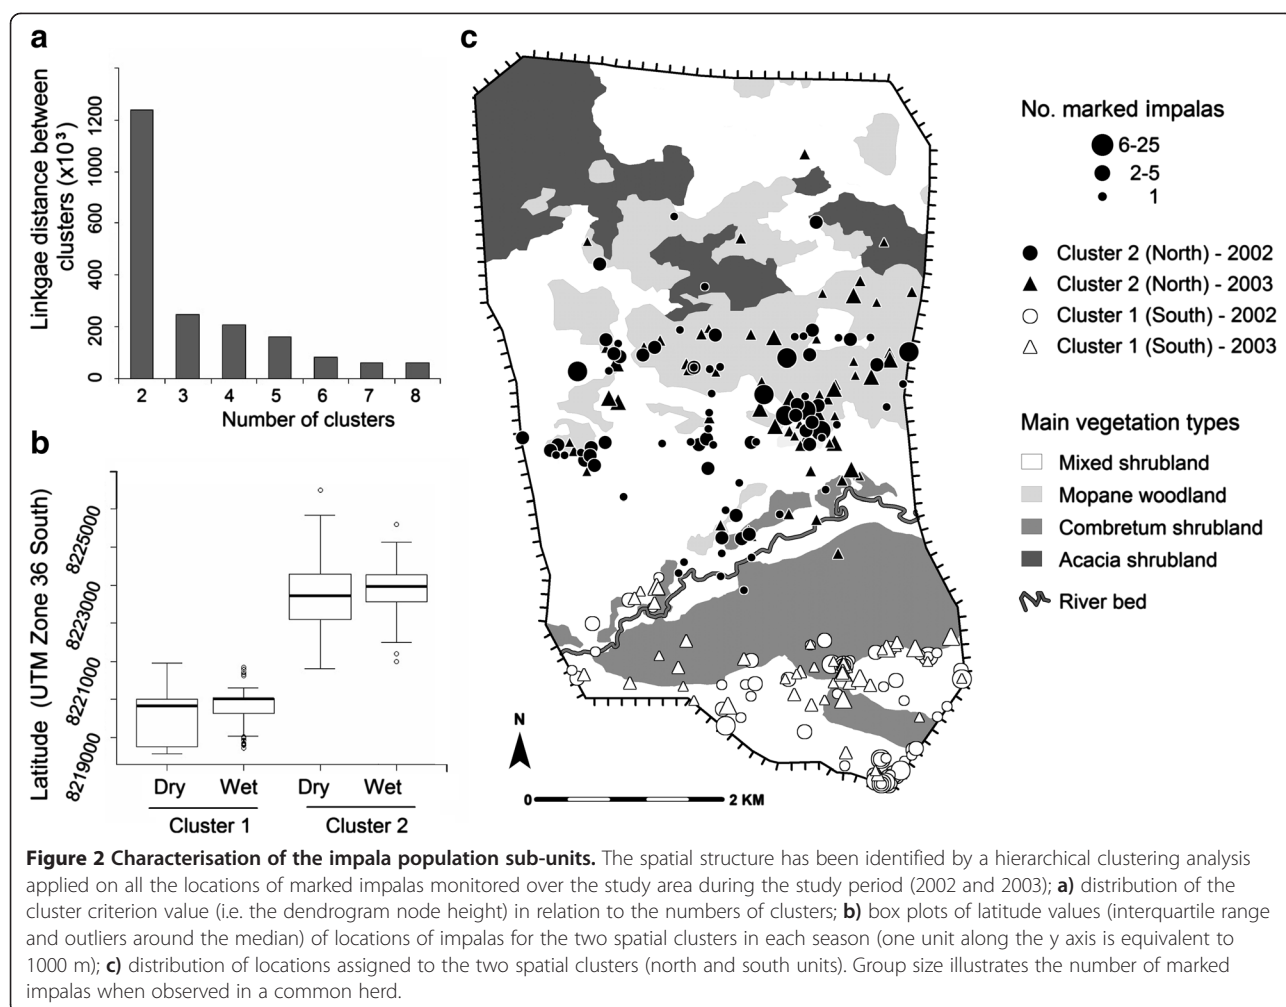 a
Linkgae distance between
clusters (x10³)
0 200 400 600 800 1000 1200
2 3 4 5 6 7 8
Number of clusters
b
Latitude (UTM Zone 36 South)
8219000 8221000 8223000 8225000
Dry Wet Dry Wet
Cluster 1 Cluster 2
c
N
0 2 KM
No. marked impalas
6-25
2-5
1
Cluster 2 (North) - 2002
Cluster 2 (North) - 2003
Cluster 1 (South) - 2002
Cluster 1 (South) - 2003
Main vegetation types
Mixed shrubland
Mopane woodland
Combretum shrubland
Acacia shrubland
River bed
Figure 2 Characterisation of the impala population sub-units. The spatial structure has been identified by a hierarchical clustering analysis
applied on all the locations of marked impalas monitored over the study area during the study period (2002 and 2003); a) distribution of the
cluster criterion value (i.e. the dendrogram node height) in relation to the numbers of clusters; b) box plots of latitude values (interquartile range
and outliers around the median) of locations of impalas for the two spatial clusters in each season (one unit along the y axis is equivalent to
1000 m); c) distribution of locations assigned to the two spatial clusters (north and south units). Group size illustrates the number of marked
impalas when observed in a common herd.